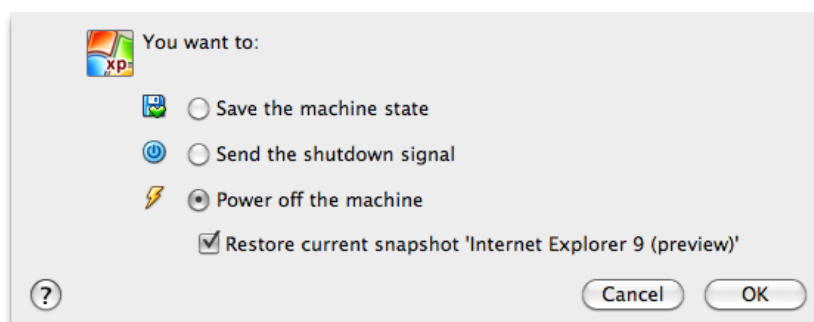 You want to:
xp
Save the machine state
Send the shutdown signal
Power off the machine
Restore current snapshot 'Internet Explorer 9 (preview)'
?
Cancel
OK